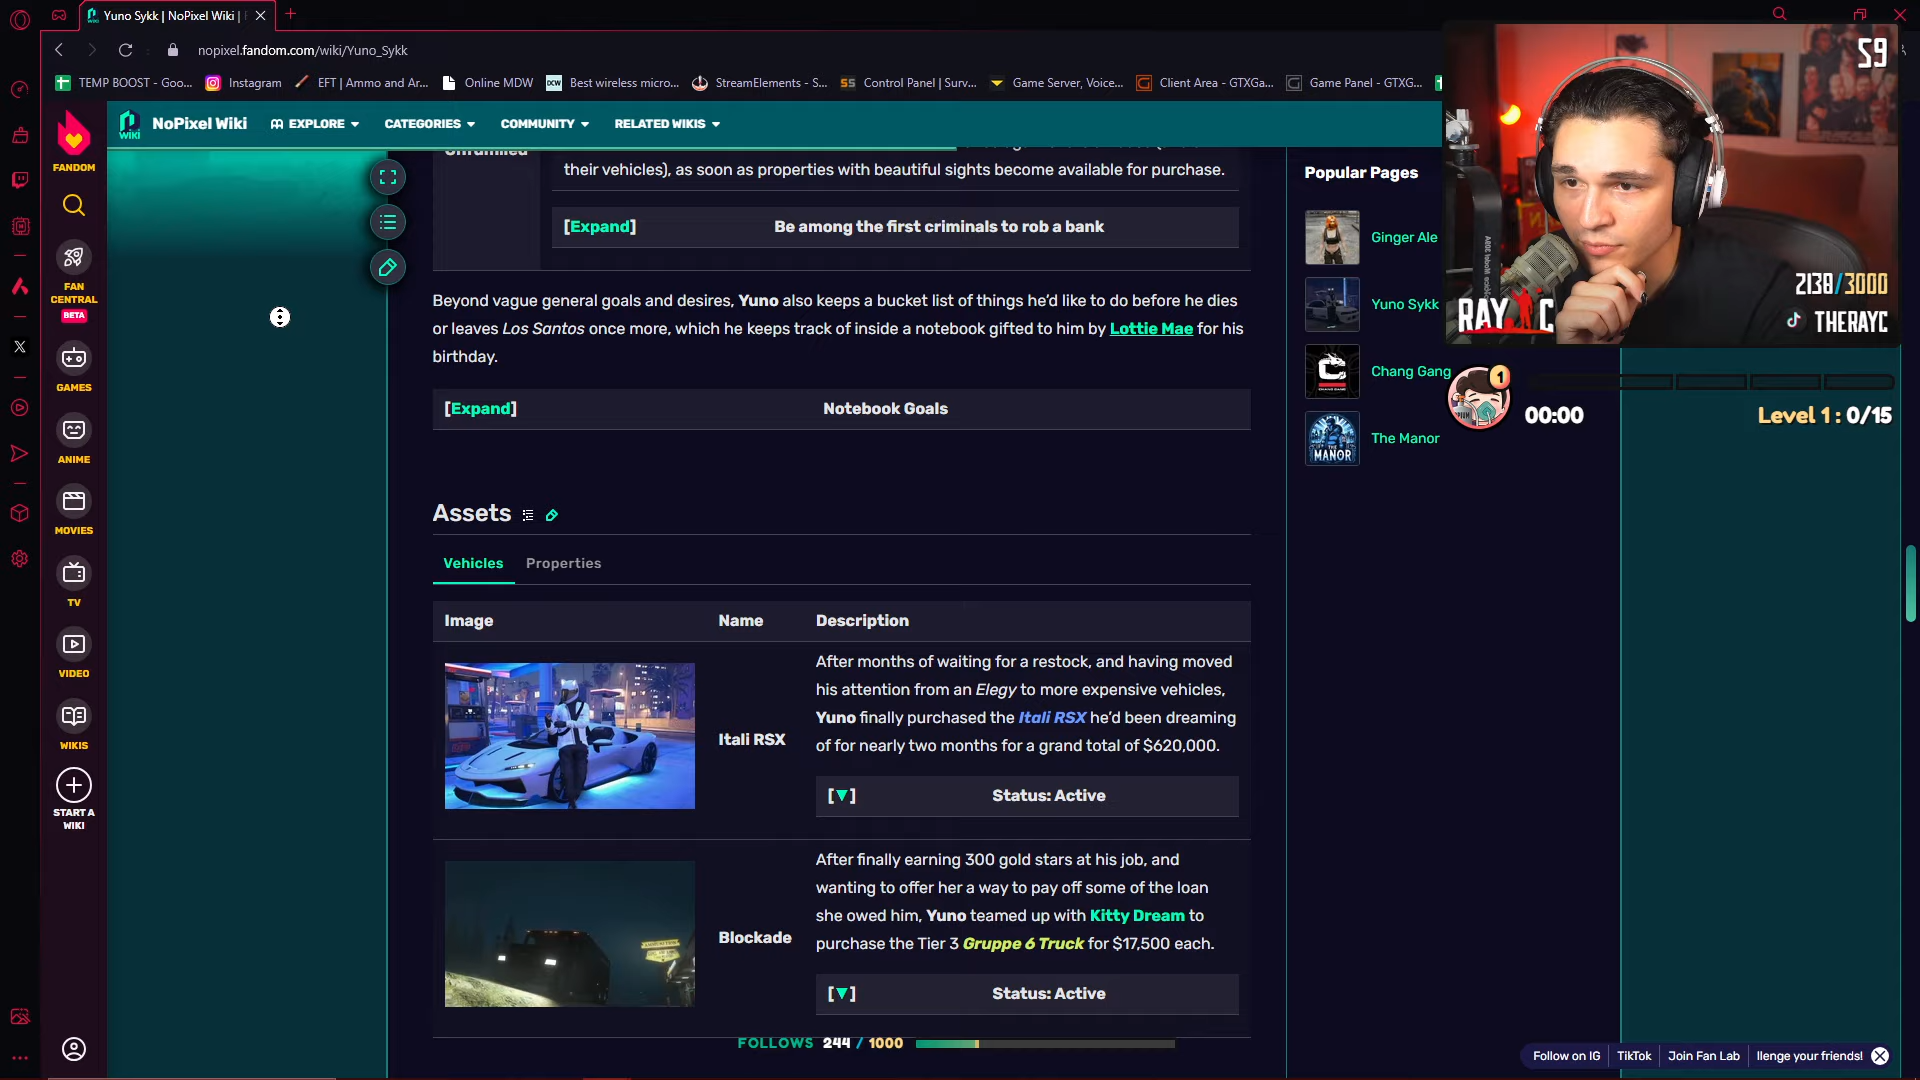 Yuno Sykk | NoPixel Wiki |
nopixel.fandom.com/wiki/Yuno_Sykk
TEMP BOOST - Goo...
Instagram
EFT | Ammo and Ar...
Online MDW
DCW
Best wireless micro...
StreamElements - S...
SS
Control Panel | Surv...
Game Server, Voice...
Client Area - GTXGa...
Game Panel - GTXG...
FANDOM
WIKI
NoPixel Wiki
EXPLORE
CATEGORIES
COMMUNITY
RELATED WIKIS
FAN CENTRAL
BETA
GAMES
ANIME
MOVIES
TV
VIDEO
WIKIS
START A WIKI
their vehicles), as soon as properties with beautiful sights become available for purchase.
[Expand] Be among the first criminals to rob a bank
Beyond vague general goals and desires, Yuno also keeps a bucket list of things he'd like to do before he dies
or leaves Los Santos once more, which he keeps track of inside a notebook gifted to him by Lottie Mae for his
birthday.
[Expand] Notebook Goals
Assets
Vehicles Properties
Image Name Description
Itali RSX
After months of waiting for a restock, and having moved
his attention from an Elegy to more expensive vehicles,
Yuno finally purchased the Itali RSX he'd been dreaming
of for nearly two months for a grand total of $620,000.
[▼] Status: Active
Blockade
After finally earning 300 gold stars at his job, and
wanting to offer her a way to pay off some of the loan
she owed him, Yuno teamed up with Kitty Dream to
purchase the Tier 3 Gruppe 6 Truck for $17,500 each.
[▼] Status: Active
FOLLOWS 244 / 1000
Popular Pages
Ginger Ale
Yuno Sykk
Chang Gang
THE MANOR
The Manor
59
2138/3000
RAY C
THERAYC
1
00:00
Level 1 : 0/15
Follow on IG
TikTok
Join Fan Lab
llenge your friends!